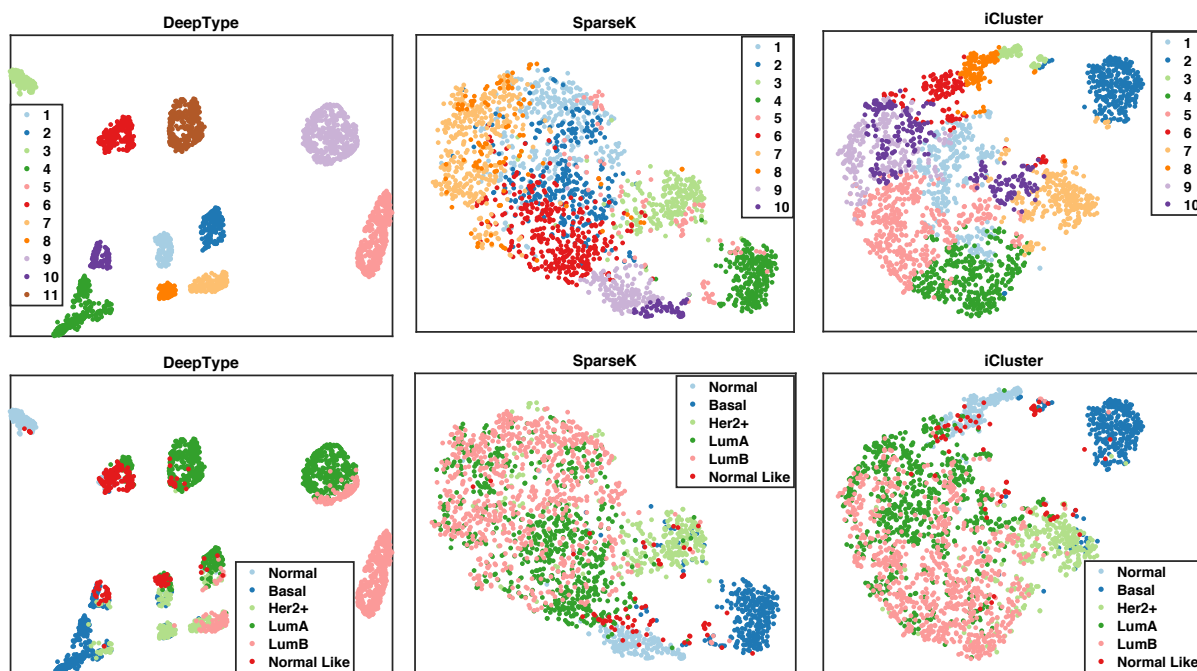 DeepType
SparseK
iCluster
1
2
3
4
5
6
7
8
9
10
11
1
2
3
4
5
6
7
8
9
10
1
2
3
4
5
6
7
8
9
10
DeepType
SparseK
iCluster
Normal
Basal
Her2+
LumA
LumB
Normal Like
Normal
Basal
Her2+
LumA
LumB
Normal Like
Normal
Basal
Her2+
LumA
LumB
Normal Like